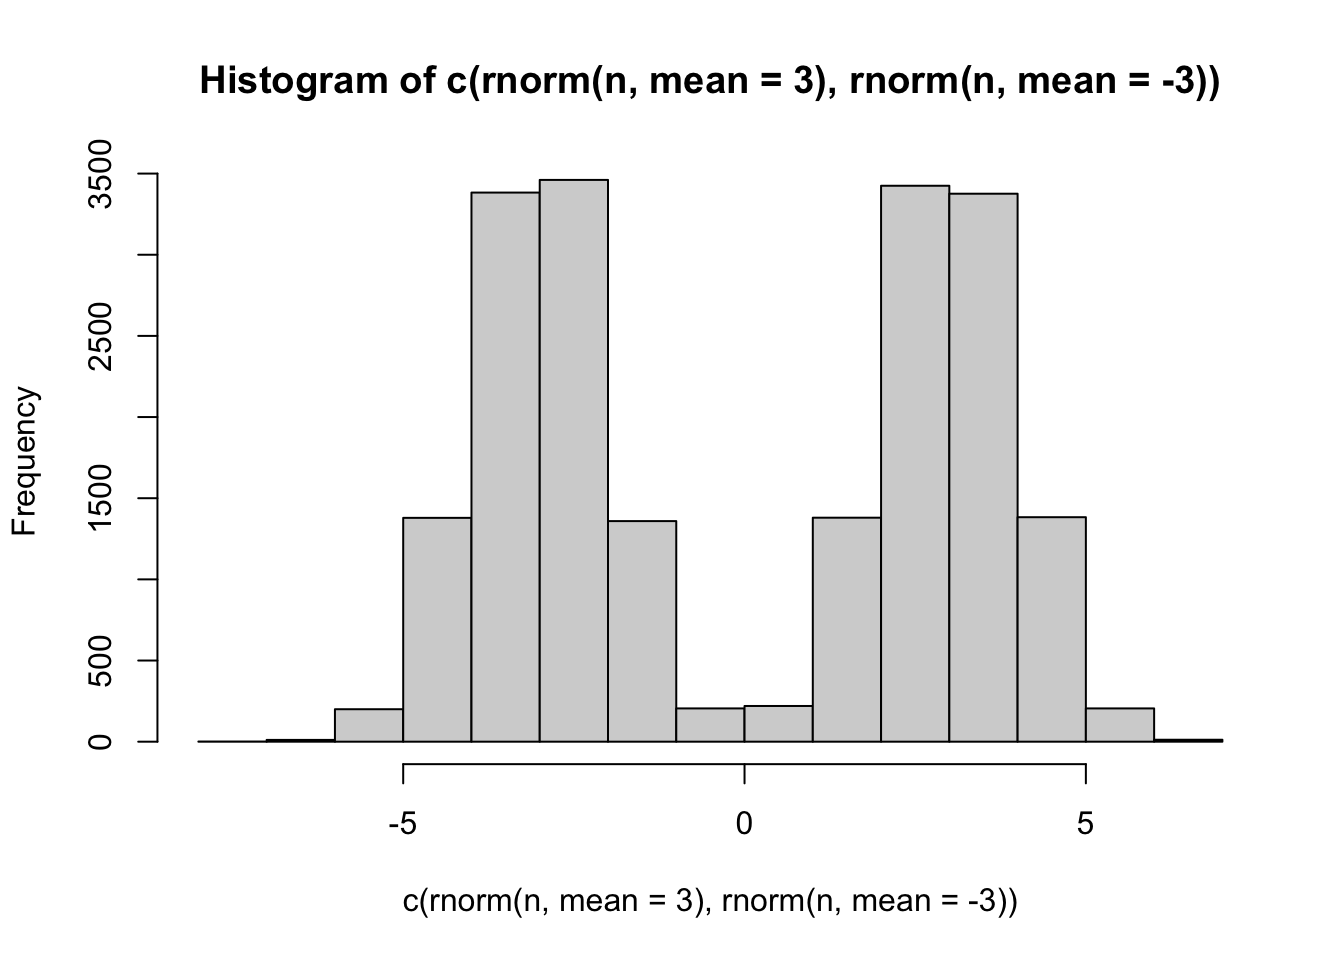 Histogram of c(rnorm(n, mean = 3), rnorm(n, mean = -3))
Frequency
3500
2500
1500
500
0
-5 0 5
c(rnorm(n, mean = 3), rnorm(n, mean = -3))